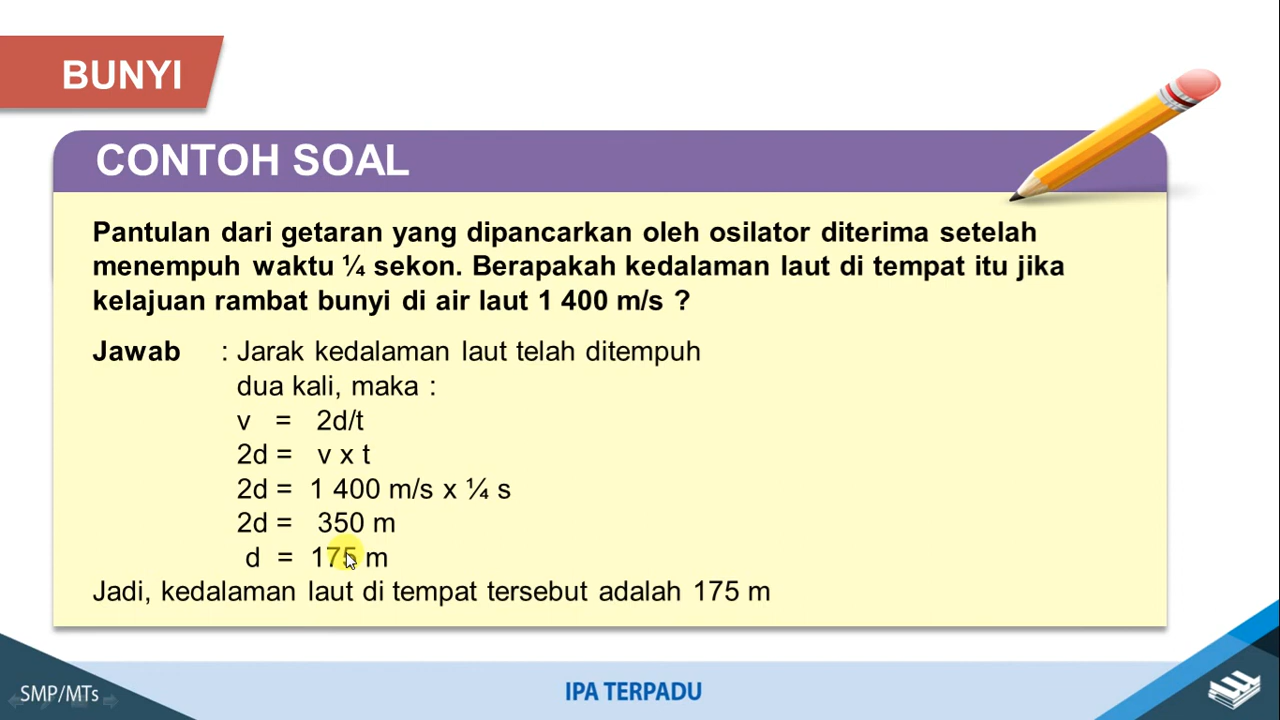 BUNYI
CONTOH SOAL
Pantulan dari getaran yang dipancarkan oleh osilator diterima setelah
menempuh waktu ¼ sekon. Berapakah kedalaman laut di tempat itu jika
kelajuan rambat bunyi di air laut 1 400 m/s ?
Jawab : Jarak kedalaman laut telah ditempuh
dua kali, maka :
v = 2d/t
2d = v x t
2d = 1 400 m/s x ¼ s
2d = 350 m
d = 175 m
Jadi, kedalaman laut di tempat tersebut adalah 175 m
SMP/MTs
IPA TERPADU